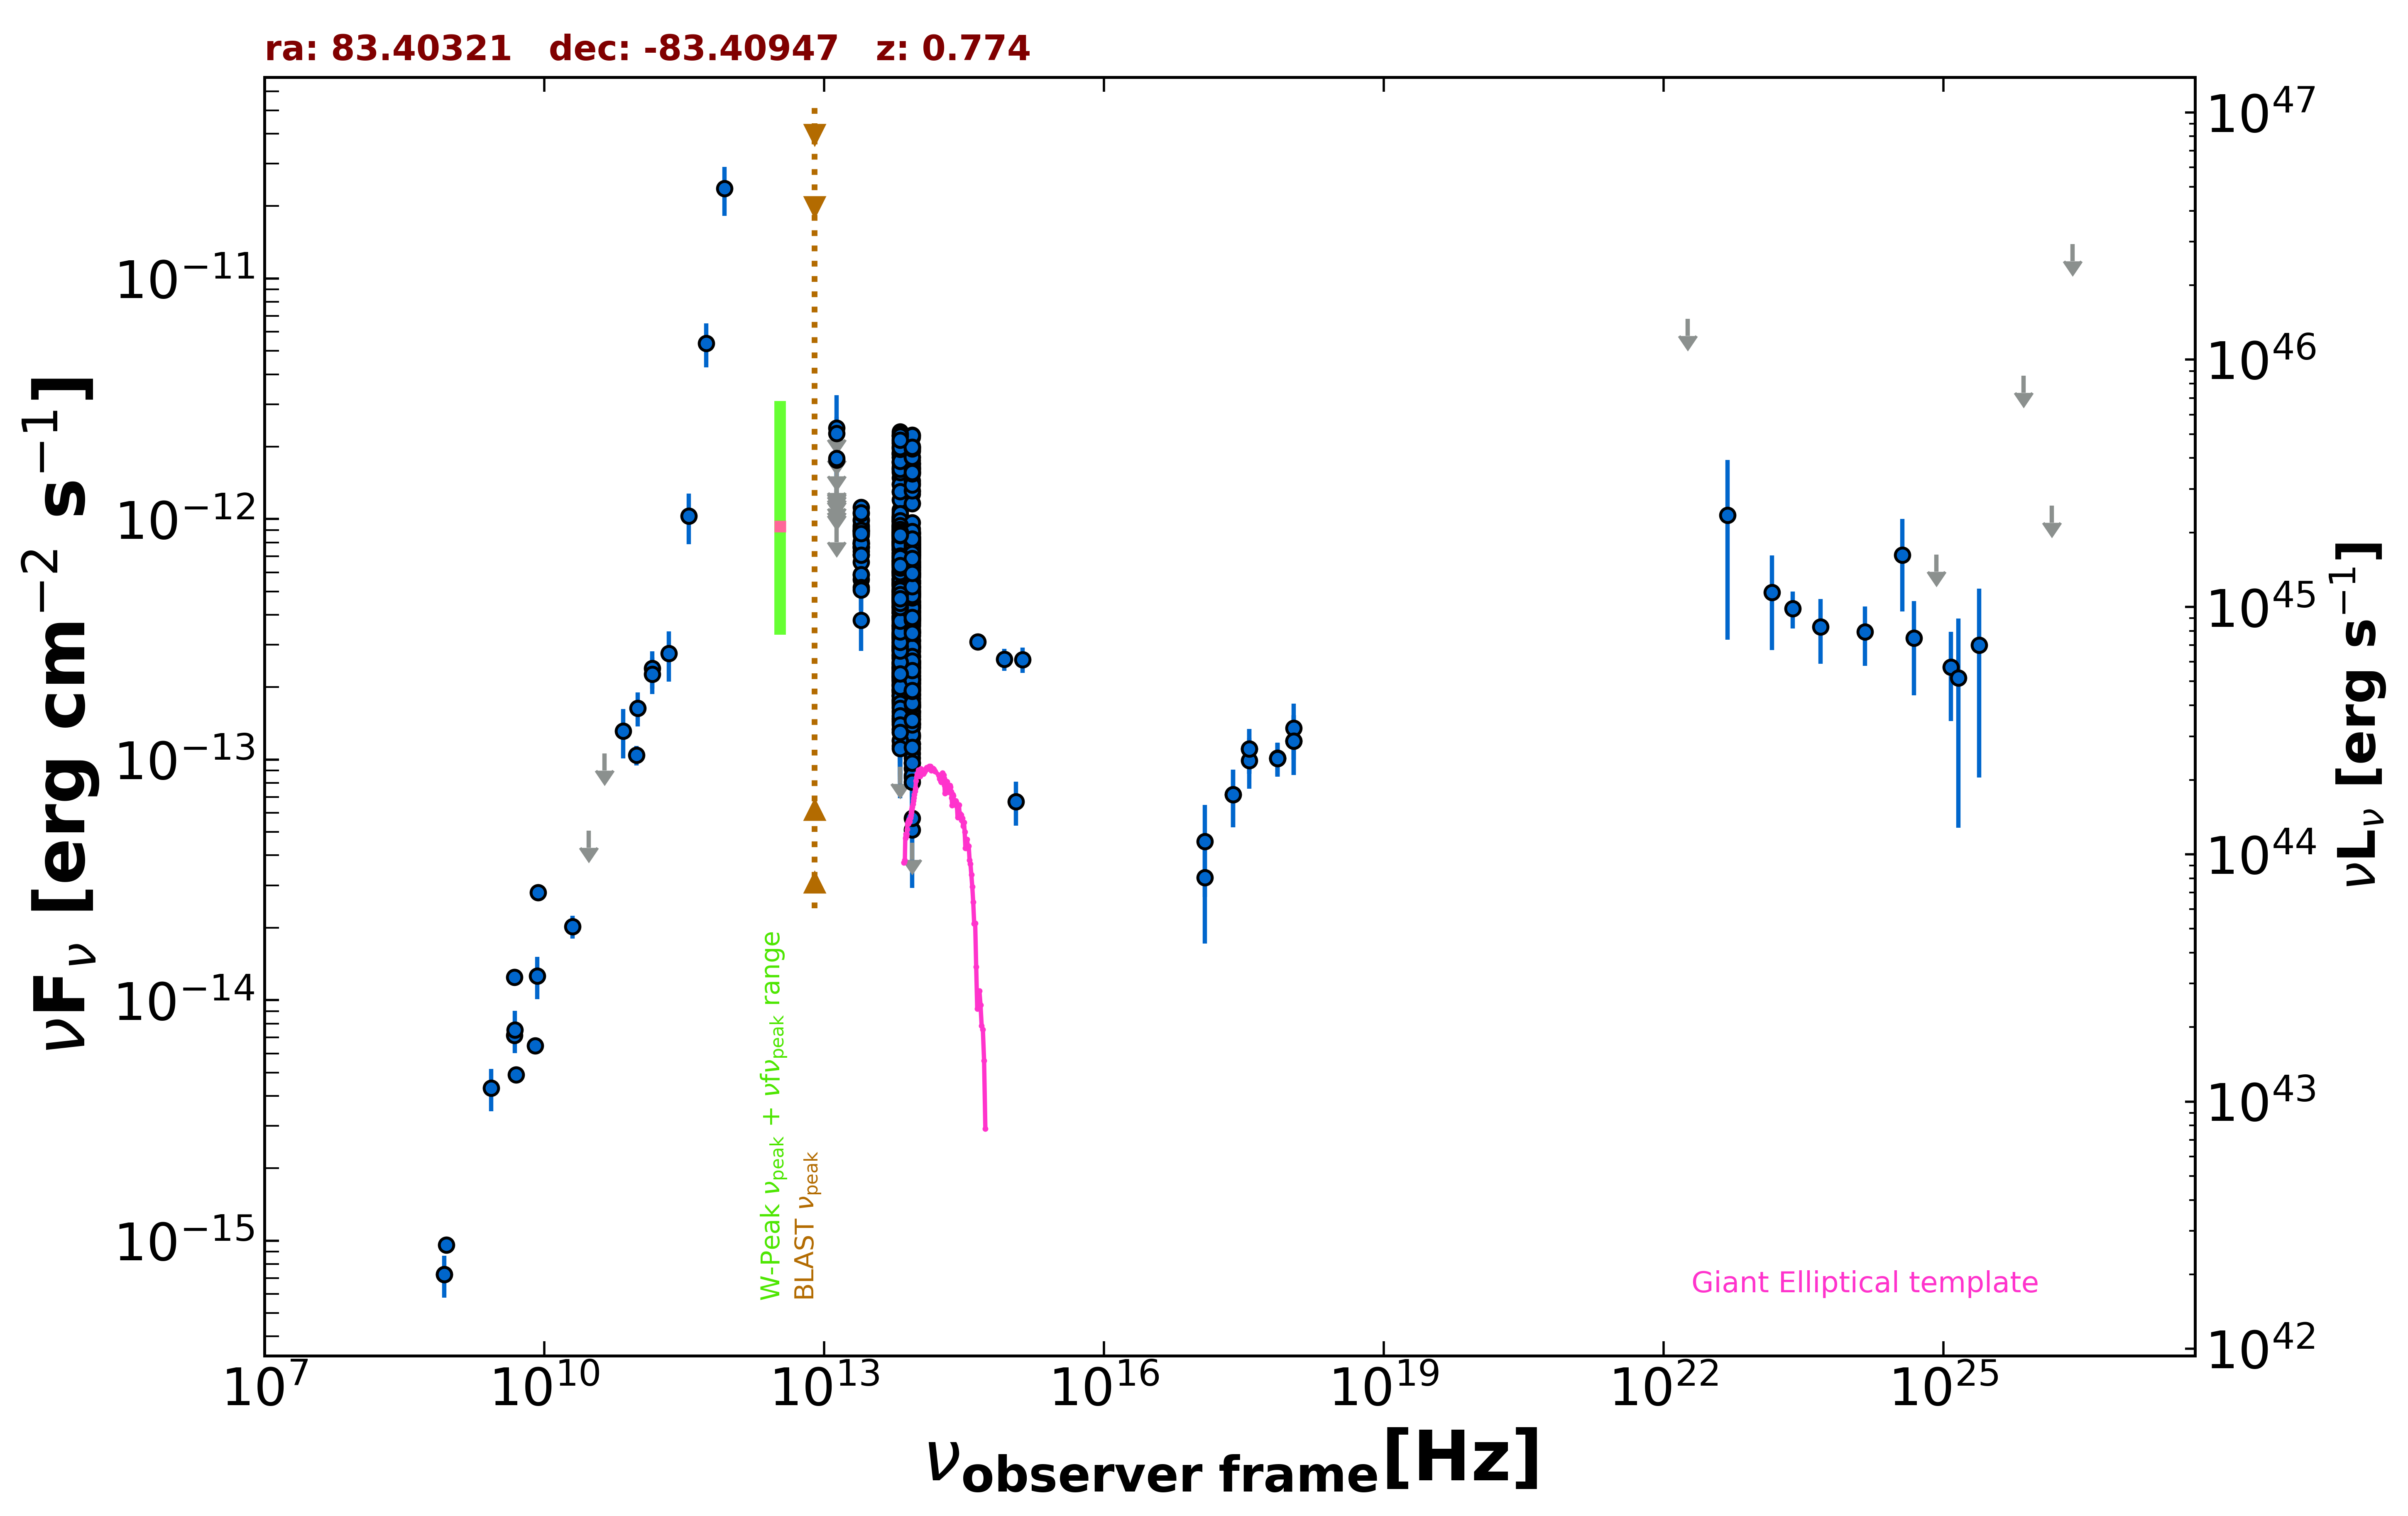 ra: 83.40321   dec: -83.40947   z: 0.774
νF_ν [erg cm^−2 s^−1]
10^−11
10^−12
10^−13
10^−14
10^−15
10^47
10^46
10^45
10^44
10^43
10^42
νL_ν [erg s^−1]
W-Peak ν_peak + νfν_peak range
BLAST ν_peak
Giant Elliptical template
10^7
10^10
10^13
10^16
10^19
10^22
10^25
ν_observer frame [Hz]